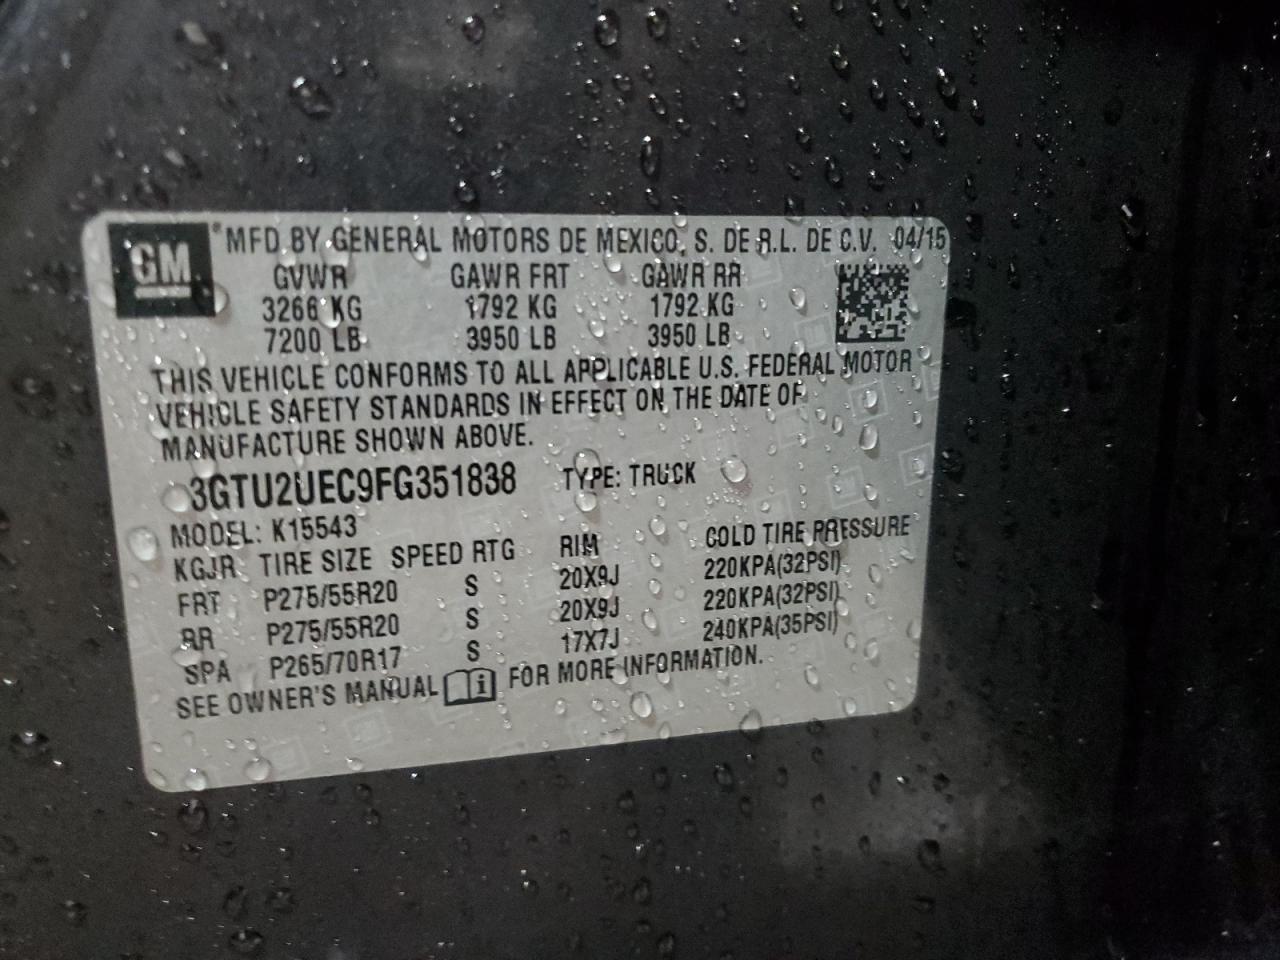 GM
® MFD BY GENERAL MOTORS DE MEXICO, S. DE R.L. DE C.V. 04/15
GVWR GAWR FRT GAWR RR
3266 KG 1792 KG 1792 KG
7200 LB 3950 LB 3950 LB
THIS VEHICLE CONFORMS TO ALL APPLICABLE U.S. FEDERAL MOTOR
VEHICLE SAFETY STANDARDS IN EFFECT ON THE DATE OF
MANUFACTURE SHOWN ABOVE.
3GTU2UEC9FG351838 TYPE: TRUCK
MODEL: K15543
KGJR TIRE SIZE SPEED RTG RIM COLD TIRE PRESSURE
FRT P275/55R20 S 20X9J 220KPA(32PSI)
RR P275/55R20 S 20X9J 220KPA(32PSI)
SPA P265/70R17 S 17X7J 240KPA(35PSI)
SEE OWNER'S MANUAL i FOR MORE INFORMATION.